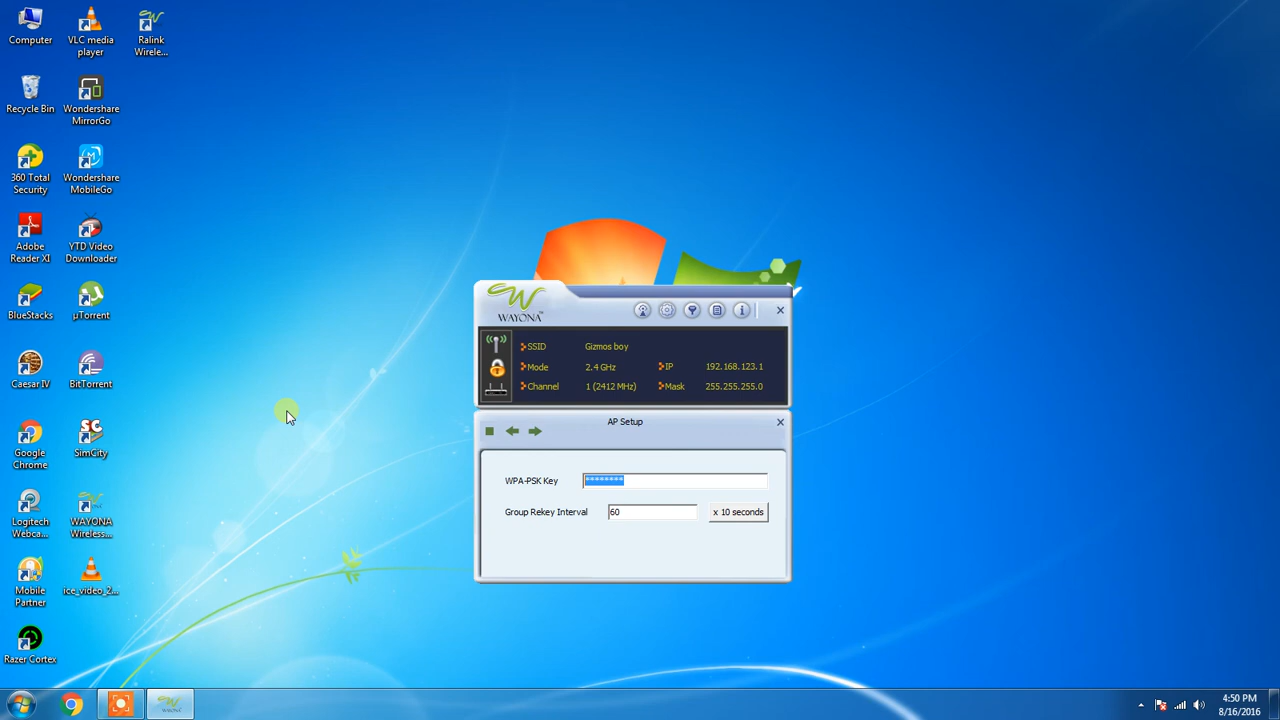 Computer
VLC media
player
Ralink
Wirele...
Recycle Bin
Wondershare
MirrorGo
360 Total
Security
Wondershare
MobileGo
Adobe
Reader XI
YTD Video
Downloader
BlueStacks
µTorrent
Caesar IV
BitTorrent
Google
Chrome
SC
CITY
SimCity
Logitech
Webca...
WAYONA
Wireless...
Mobile
Partner
ice_video_2...
Razer Cortex
WAYONA™
SSID Gizmos boy
Mode 2.4 GHz IP 192.168.123.1
Channel 1 (2412 MHz) Mask 255.255.255.0
AP Setup
WPA-PSK Key ********
Group Rekey Interval 60 x 10 seconds
WAYONA
4:50 PM
8/16/2016